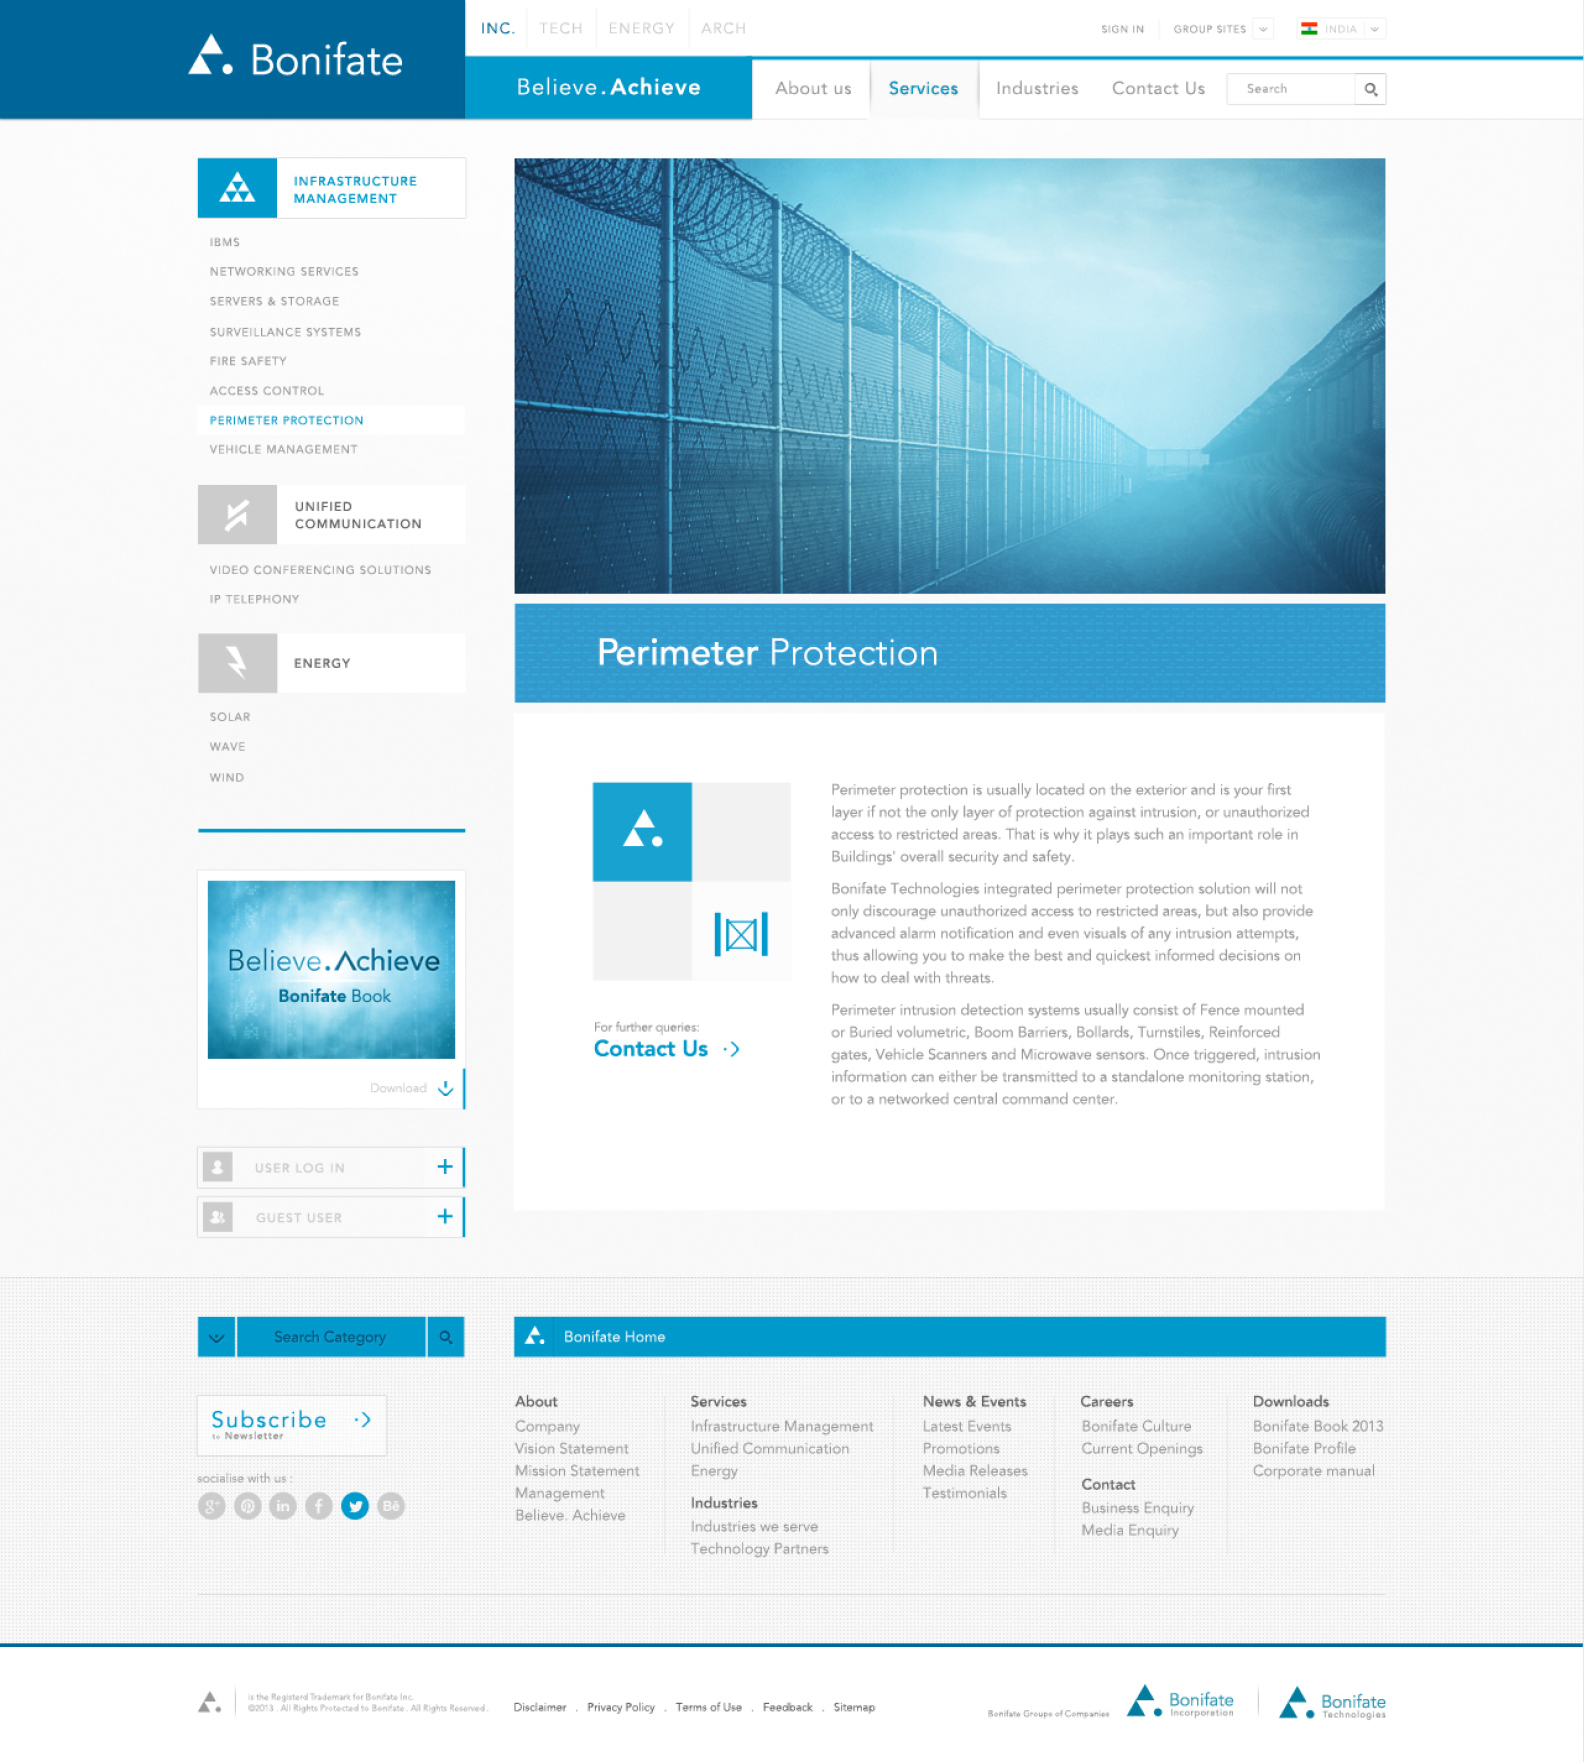 Bonifate
INC.
TECH
ENERGY
ARCH
SIGN IN
GROUP SITES
INDIA
Believe.Achieve
About us
Services
Industries
Contact Us
Search
INFRASTRUCTURE
MANAGEMENT
IBMS
NETWORKING SERVICES
SERVERS & STORAGE
SURVEILLANCE SYSTEMS
FIRE SAFETY
ACCESS CONTROL
PERIMETER PROTECTION
VEHICLE MANAGEMENT
UNIFIED
COMMUNICATION
VIDEO CONFERENCING SOLUTIONS
IP TELEPHONY
ENERGY
SOLAR
WAVE
WIND
Believe.Achieve
Bonifate Book
Download
USER LOG IN
GUEST USER
Perimeter Protection
Perimeter protection is usually located on the exterior and is your first
layer if not the only layer of protection against intrusion, or unauthorized
access to restricted areas. That is why it plays such an important role in
Buildings' overall security and safety.
Bonifate Technologies integrated perimeter protection solution will not
only discourage unauthorized access to restricted areas, but also provide
advanced alarm notification and even visuals of any intrusion attempts,
thus allowing you to make the best and quickest informed decisions on
how to deal with threats.
Perimeter intrusion detection systems usually consist of Fence mounted
or Buried volumetric, Boom Barriers, Bollards, Turnstiles, Reinforced
gates, Vehicle Scanners and Microwave sensors. Once triggered, intrusion
information can either be transmitted to a standalone monitoring station,
or to a networked central command center.
For further queries:
Contact Us
Search Category
Bonifate Home
Subscribe
to Newsletter
socialise with us :
g+
in
f
Bē
About
Company
Vision Statement
Mission Statement
Management
Believe. Achieve
Services
Infrastructure Management
Unified Communication
Energy
Industries
Industries we serve
Technology Partners
News & Events
Latest Events
Promotions
Media Releases
Testimonials
Careers
Bonifate Culture
Current Openings
Contact
Business Enquiry
Media Enquiry
Downloads
Bonifate Book 2013
Bonifate Profile
Corporate manual
is the Registerd Trademark for Bonifate Inc.
©2013 . All Rights Protected to Bonifate . All Rights Reserved .
Disclaimer . Privacy Policy . Terms of Use . Feedback . Sitemap
Bonifate Groups of Companies
Bonifate
Incorporation
Bonifate
Technologies